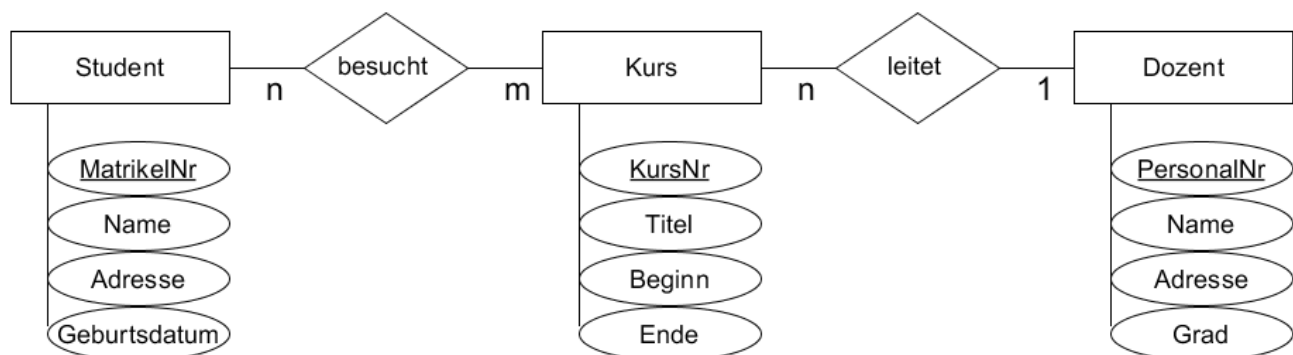 Student
besucht
Kurs
leitet
Dozent
n
m
n
1
MatrikelNr
KursNr
PersonalNr
Name
Titel
Name
Adresse
Beginn
Adresse
Geburtsdatum
Ende
Grad